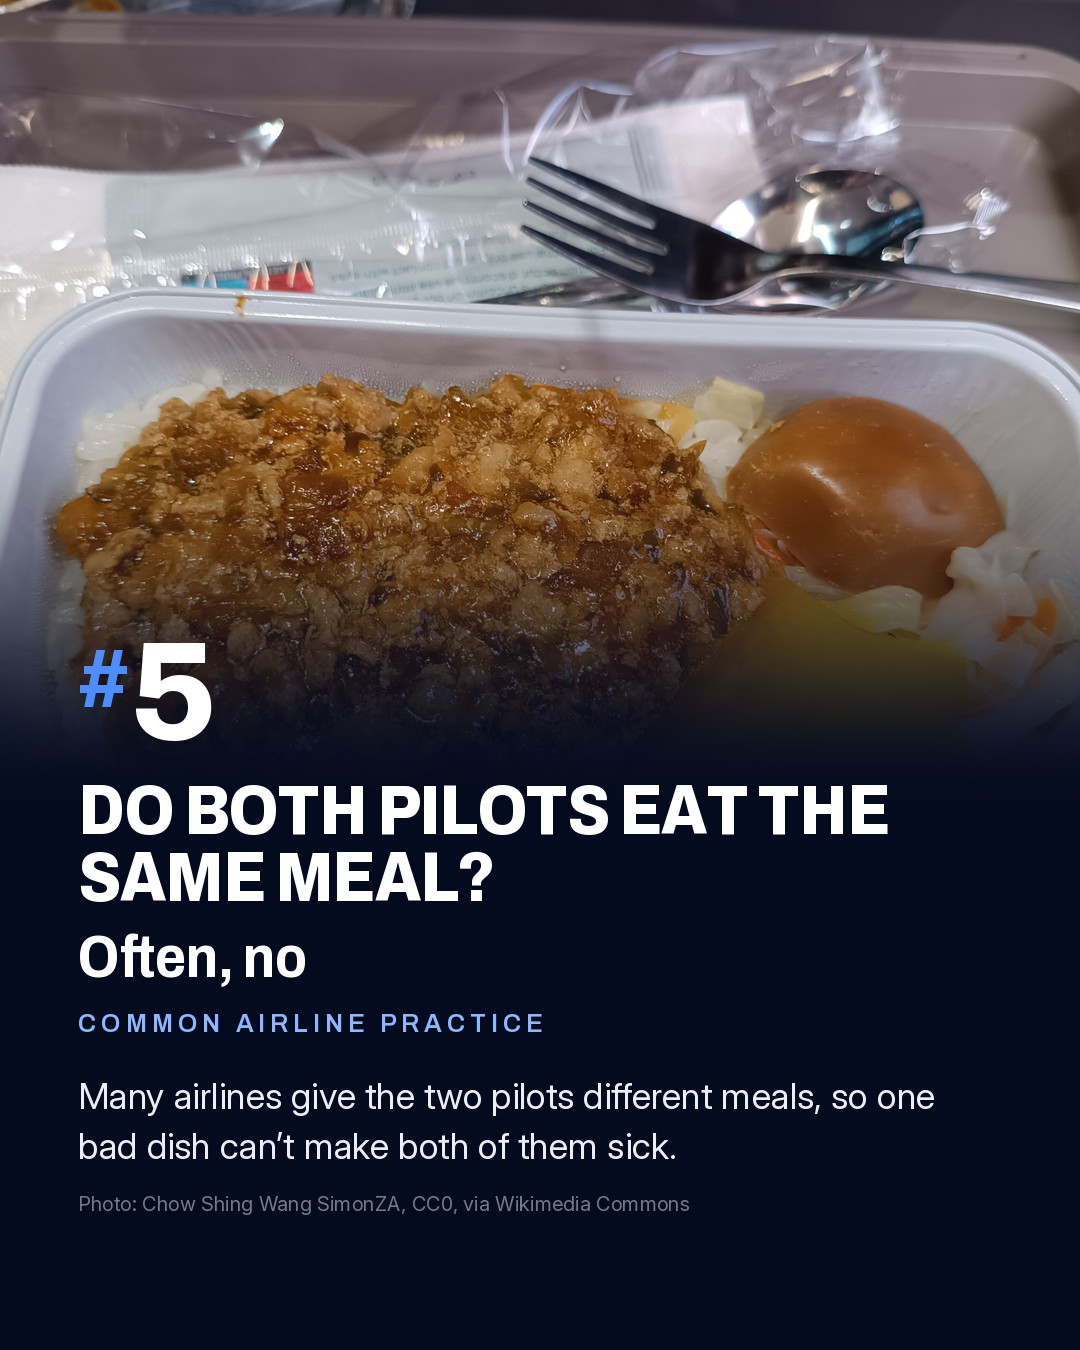 #5
DO BOTH PILOTS EAT THE
SAME MEAL?
Often, no
COMMON AIRLINE PRACTICE
Many airlines give the two pilots different meals, so one
bad dish can’t make both of them sick.
Photo: Chow Shing Wang SimonZA, CC0, via Wikimedia Commons